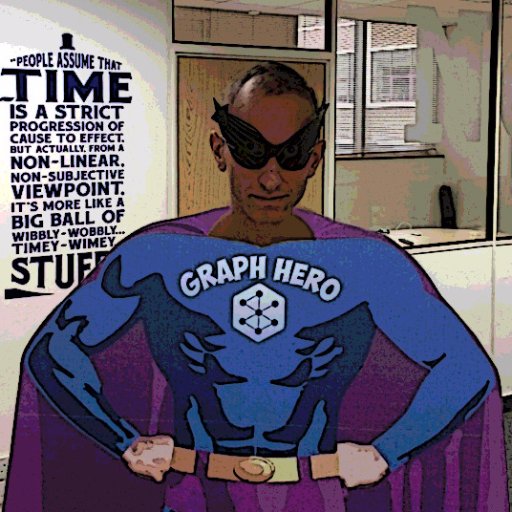 -PEOPLE ASSUME THAT
TIME
IS A STRICT
PROGRESSION OF
CAUSE TO EFFECT.
BUT ACTUALLY, FROM A
NON-LINEAR,
NON-SUBJECTIVE
VIEWPOINT.
IT'S MORE LIKE A
BIG BALL OF
WIBBLY-WOBBLY...
TIMEY-WIMEY
STUFF
GRAPH HERO